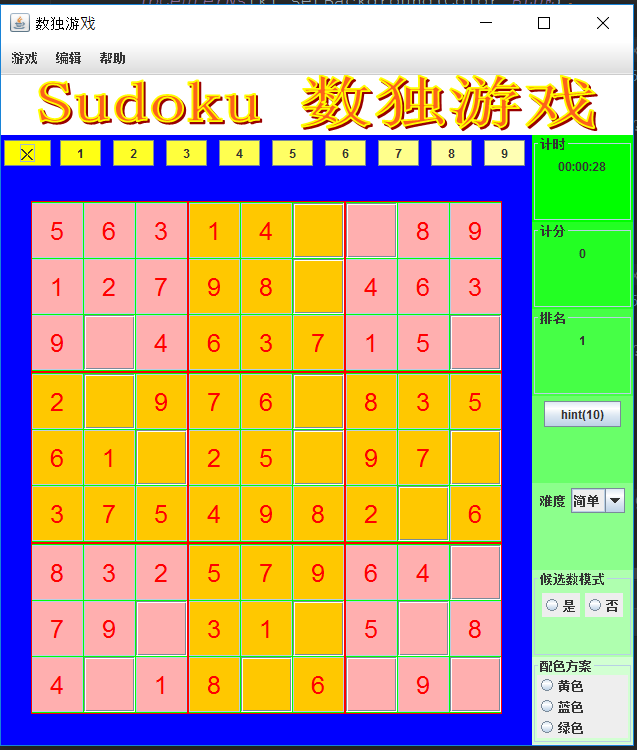 数独游戏
游戏 编辑 帮助
Sudoku 数独游戏
1 2 3 4 5 6 7 8 9
5 6 3 1 4 8 9
1 2 7 9 8 4 6 3
9 4 6 3 7 1 5
2 9 7 6 8 3 5
6 1 2 5 9 7
3 7 5 4 9 8 2 6
8 3 2 5 7 9 6 4
7 9 3 1 5 8
4 1 8 6 9
计时
00:00:28
计分
0
排名
1
hint(10)
难度 简单
候选数模式
是 否
配色方案
黄色
蓝色
绿色